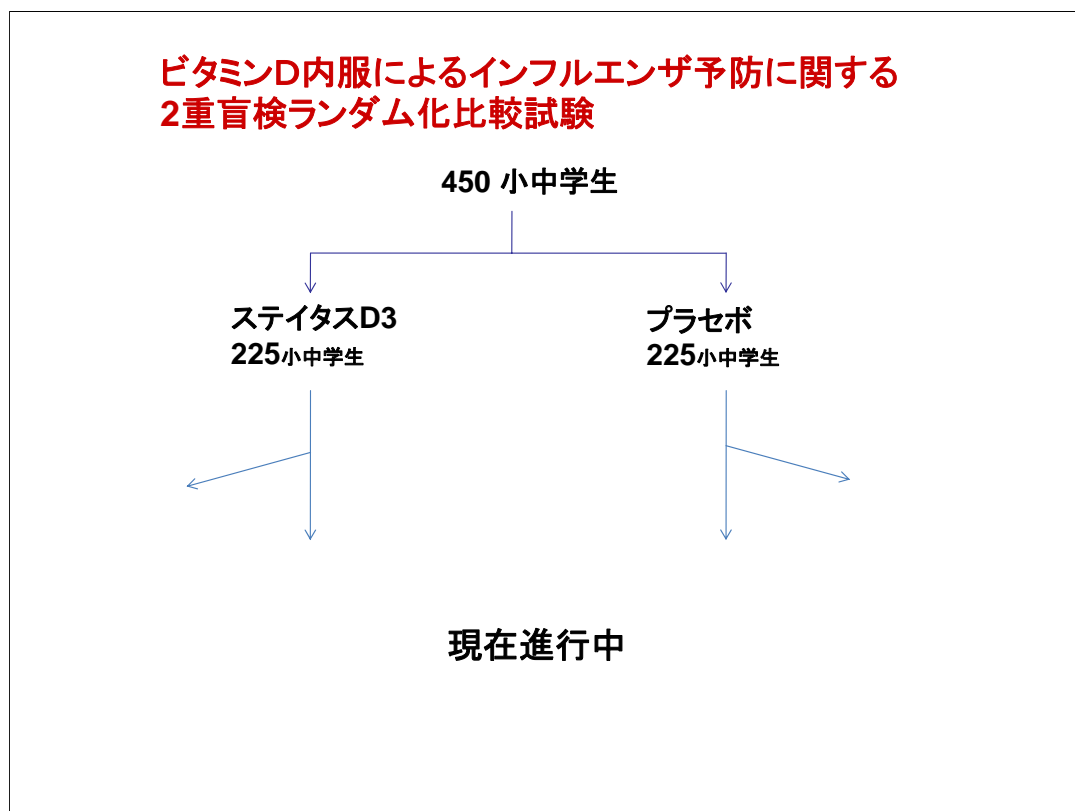 ビタミンＤ内服によるインフルエンザ予防に関する
2重盲検ランダム化比較試験
450 小中学生
ステイタスD3
225小中学生
プラセボ
225小中学生
現在進行中